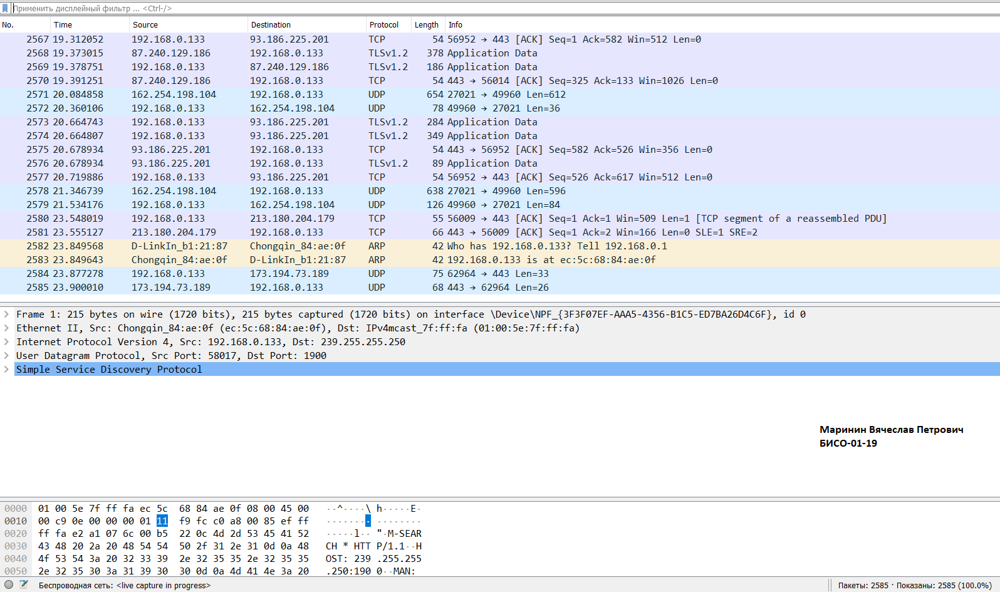 Применить дисплейный фильтр ... <Ctrl-/>
No. Time Source Destination Protocol Length Info
2567 19.312052 192.168.0.133 93.186.225.201 TCP 54 56952 → 443 [ACK] Seq=1 Ack=582 Win=512 Len=0
2568 19.373015 87.240.129.186 192.168.0.133 TLSv1.2 378 Application Data
2569 19.378751 192.168.0.133 87.240.129.186 TLSv1.2 186 Application Data
2570 19.391251 87.240.129.186 192.168.0.133 TCP 54 443 → 56014 [ACK] Seq=325 Ack=133 Win=1026 Len=0
2571 20.084858 162.254.198.104 192.168.0.133 UDP 654 27021 → 49960 Len=612
2572 20.360106 192.168.0.133 162.254.198.104 UDP 78 49960 → 27021 Len=36
2573 20.664743 192.168.0.133 93.186.225.201 TLSv1.2 284 Application Data
2574 20.664807 192.168.0.133 93.186.225.201 TLSv1.2 349 Application Data
2575 20.678934 93.186.225.201 192.168.0.133 TCP 54 443 → 56952 [ACK] Seq=582 Ack=526 Win=356 Len=0
2576 20.678934 93.186.225.201 192.168.0.133 TLSv1.2 89 Application Data
2577 20.719886 192.168.0.133 93.186.225.201 TCP 54 56952 → 443 [ACK] Seq=526 Ack=617 Win=512 Len=0
2578 21.346739 162.254.198.104 192.168.0.133 UDP 638 27021 → 49960 Len=596
2579 21.534176 192.168.0.133 162.254.198.104 UDP 126 49960 → 27021 Len=84
2580 23.548019 192.168.0.133 213.180.204.179 TCP 55 56009 → 443 [ACK] Seq=1 Ack=1 Win=509 Len=1 [TCP segment of a reassembled PDU]
2581 23.555127 213.180.204.179 192.168.0.133 TCP 66 443 → 56009 [ACK] Seq=1 Ack=2 Win=166 Len=0 SLE=1 SRE=2
2582 23.849568 D-LinkIn_b1:21:87 Chongqin_84:ae:0f ARP 42 Who has 192.168.0.133? Tell 192.168.0.1
2583 23.849643 Chongqin_84:ae:0f D-LinkIn_b1:21:87 ARP 42 192.168.0.133 is at ec:5c:68:84:ae:0f
2584 23.877278 192.168.0.133 173.194.73.189 UDP 75 62964 → 443 Len=33
2585 23.900010 173.194.73.189 192.168.0.133 UDP 68 443 → 62964 Len=26
Frame 1: 215 bytes on wire (1720 bits), 215 bytes captured (1720 bits) on interface \Device\NPF_{3F3F07EF-AAA5-4356-B1C5-ED7BA26D4C6F}, id 0
Ethernet II, Src: Chongqin_84:ae:0f (ec:5c:68:84:ae:0f), Dst: IPv4mcast_7f:ff:fa (01:00:5e:7f:ff:fa)
Internet Protocol Version 4, Src: 192.168.0.133, Dst: 239.255.255.250
User Datagram Protocol, Src Port: 58017, Dst Port: 1900
Simple Service Discovery Protocol
Маринин Вячеслав Петрович
БИСО-01-19
0000 01 00 5e 7f ff fa ec 5c 68 84 ae 0f 08 00 45 00 ··^····\ h·····E·
0010 00 c9 0e 00 00 00 01 11 f9 fc c0 a8 00 85 ef ff ········ ········
0020 ff fa e2 a1 07 6c 00 b5 22 0c 4d 2d 53 45 41 52 ·····l·· "·M-SEAR
0030 43 48 20 2a 20 48 54 54 50 2f 31 2e 31 0d 0a 48 CH * HTT P/1.1··H
0040 4f 53 54 3a 20 32 33 39 2e 32 35 35 2e 32 35 35 OST: 239 .255.255
0050 2e 32 35 30 3a 31 39 30 30 0d 0a 4d 41 4e 3a 20 .250:190 0··MAN:
Беспроводная сеть: <live capture in progress> Пакеты: 2585 · Показаны: 2585 (100.0%)